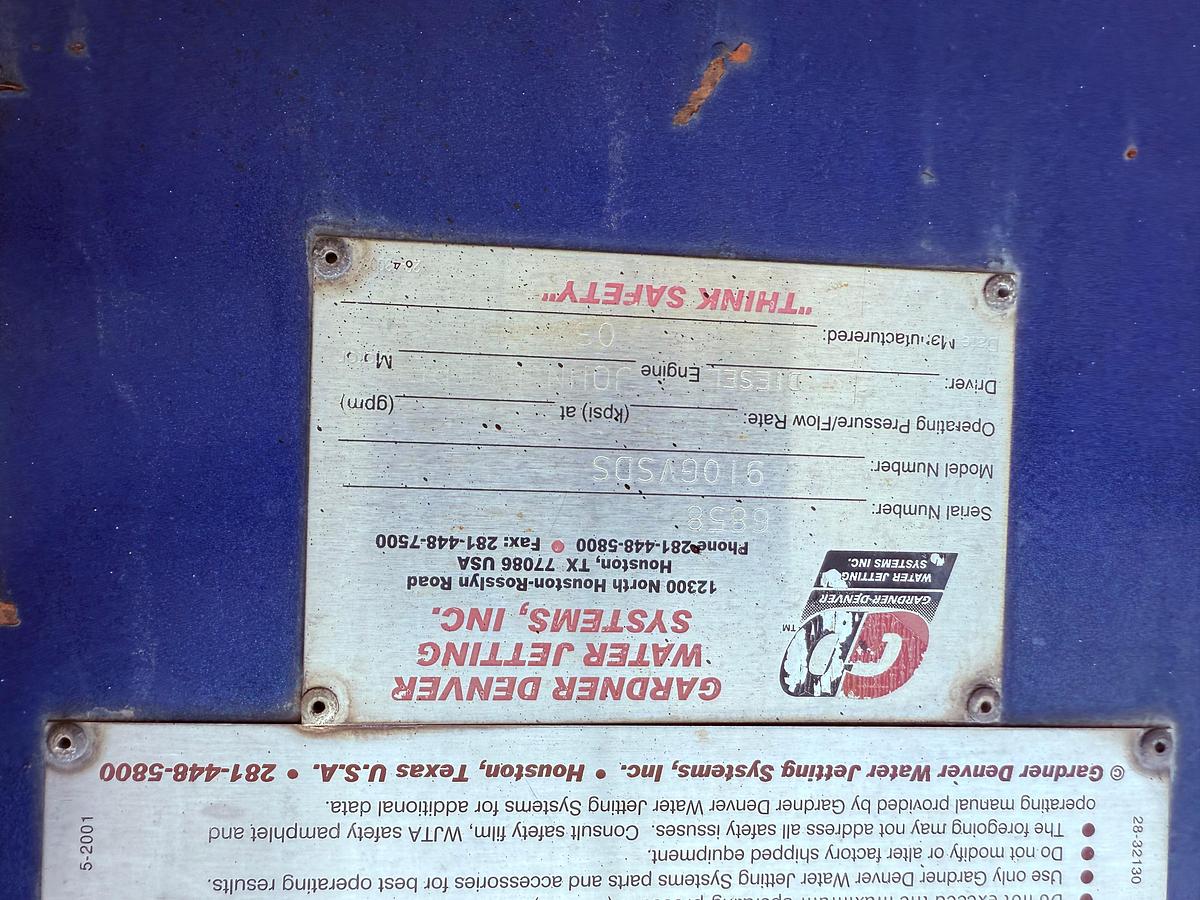 • Use only Gardner Denver Water Jetting Systems parts and accessories for best operating results.
• Do not modify or alter factory shipped equipment.
• The foregoing may not address all safety issuses. Consult safety film, WJTA safety pamphlet and
operating manual provided by Gardner Denver Water Jetting Systems for additional data.
© Gardner Denver Water Jetting Systems, Inc. • Houston, Texas U.S.A. • 281-448-5800
28-32130
5-2001
GD™
GARDNER DENVER
WATER JETTING
SYSTEMS, INC.
GARDNER DENVER
WATER JETTING
SYSTEMS, INC.
12300 North Houston-Rosslyn Road
Houston, TX 77086 USA
Phone 281-448-5800 • Fax: 281-448-7500
Serial Number: 6858
Model Number: 9106VSDS
Operating Pressure/Flow Rate: (kpsi) at (gpm)
Driver: DIESEL Engine JOHN Motor
Date Manufacturered: 05
"THINK SAFETY"